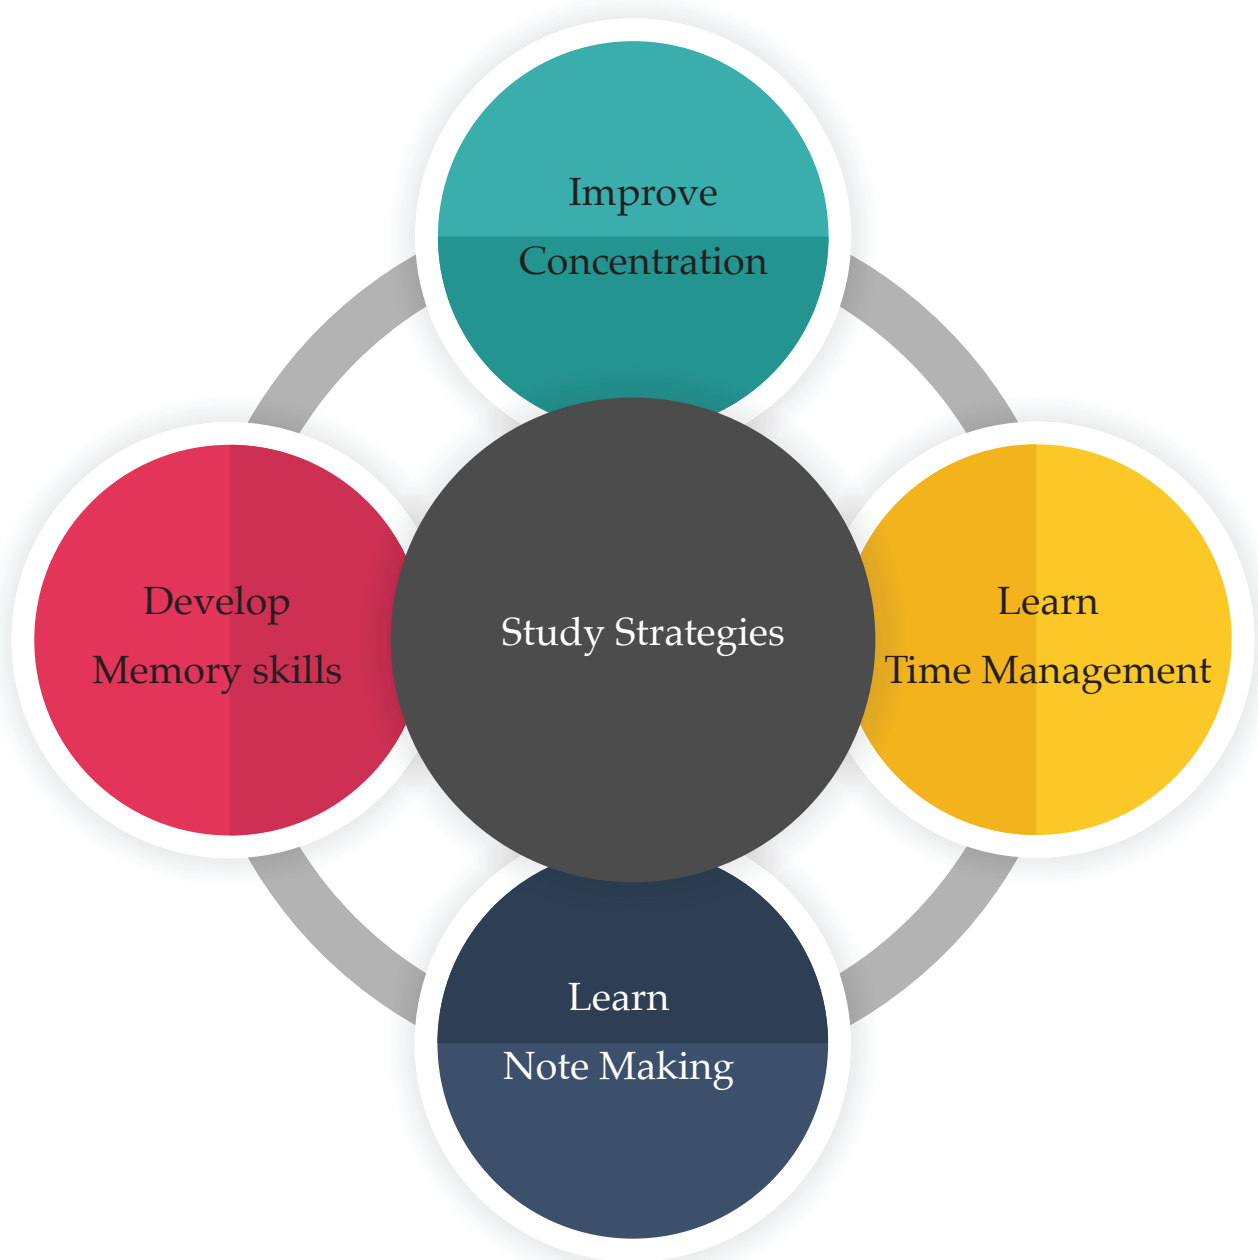 Improve
Concentration
Develop
Memory skills
Study Strategies
Learn
Time Management
Learn
Note Making